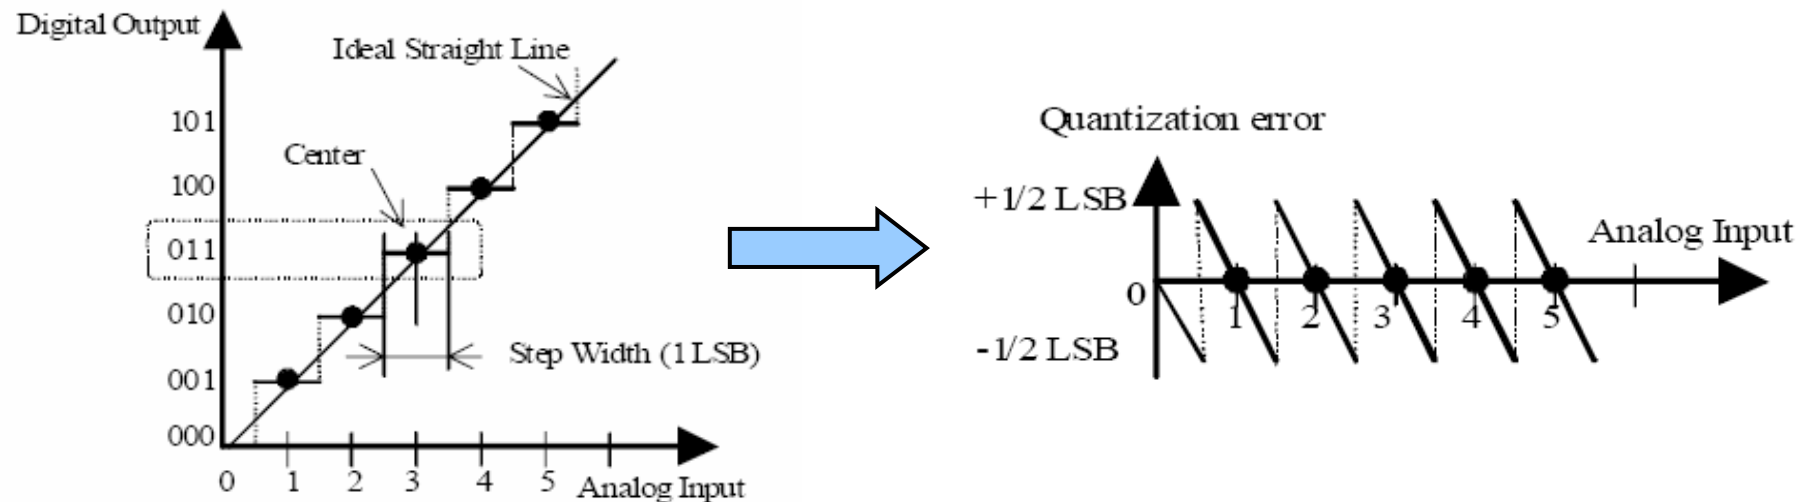 Digital Output
Ideal Straight Line
101
Center
100
011
010
Step Width (1 LSB)
001
000
0 1 2 3 4 5 Analog Input
Quantization error
+1/2 LSB
Analog Input
0
1 2 3 4 5
-1/2 LSB